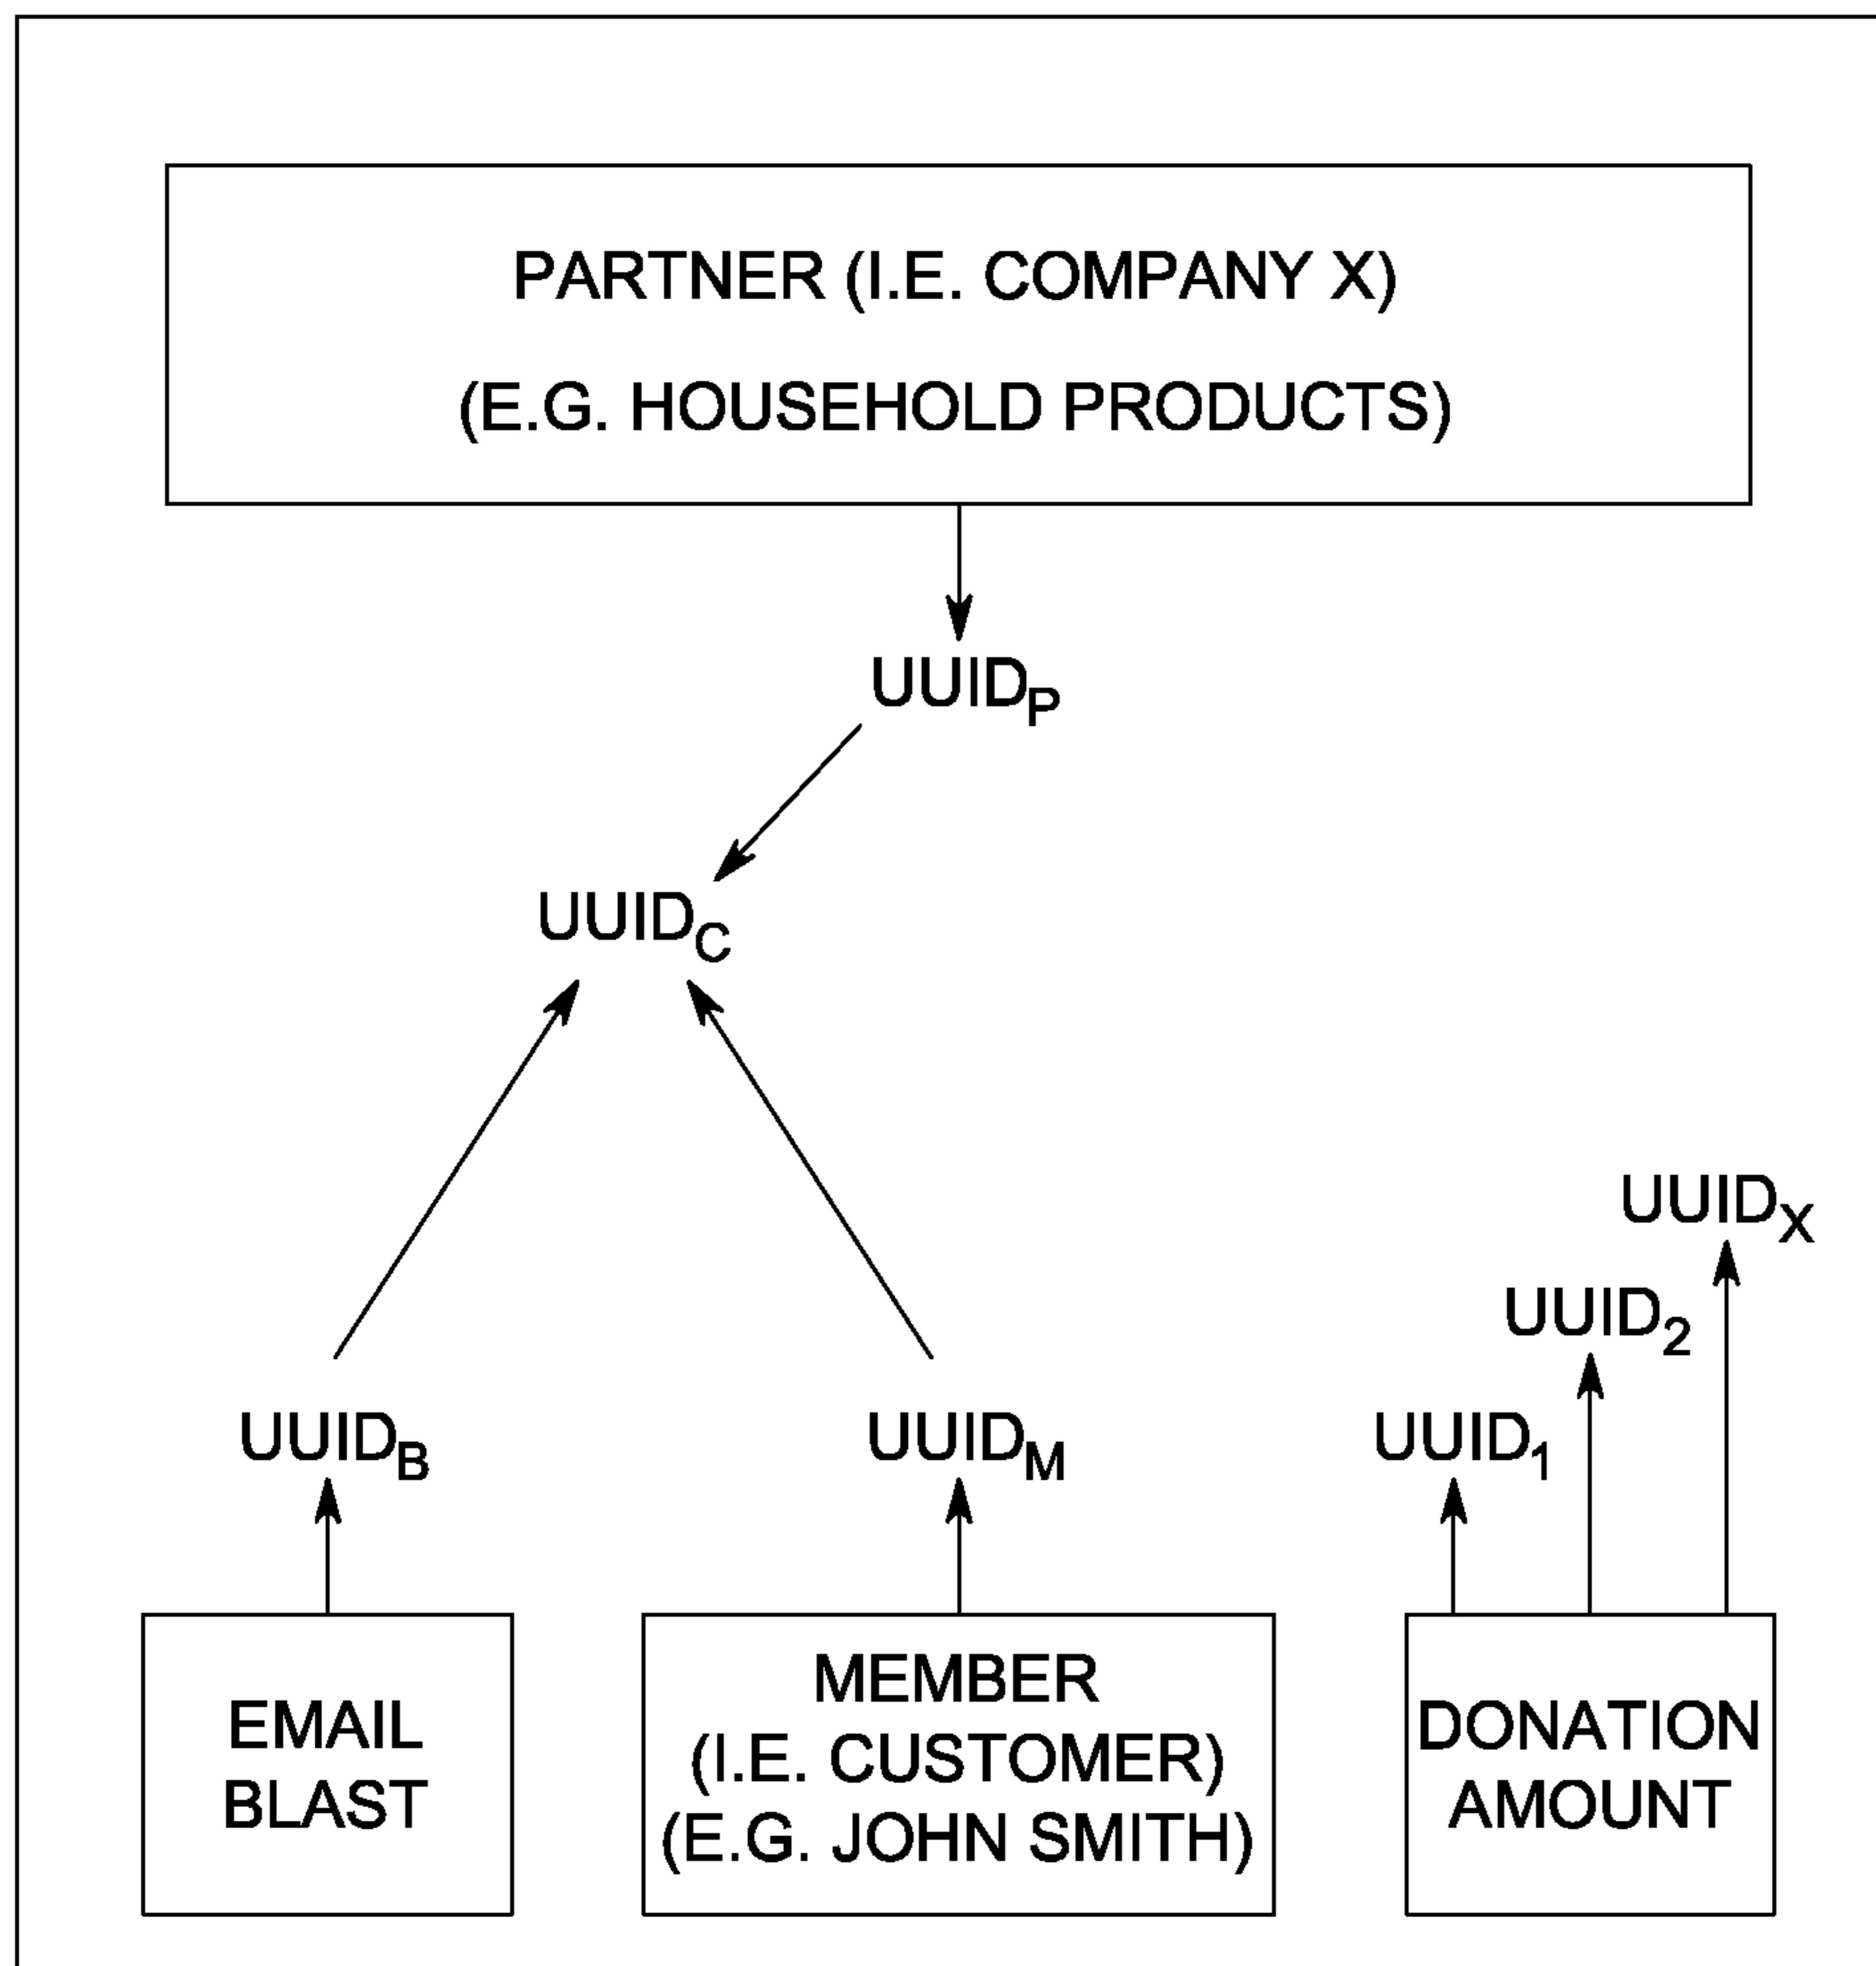 PARTNER (I.E. COMPANY X)
(E.G. HOUSEHOLD PRODUCTS)
UUIDP
UUIDC
UUIDX
UUID2
UUIDB
UUIDM
UUID1
EMAIL
BLAST
MEMBER
(I.E. CUSTOMER)
(E.G. JOHN SMITH)
DONATION
AMOUNT